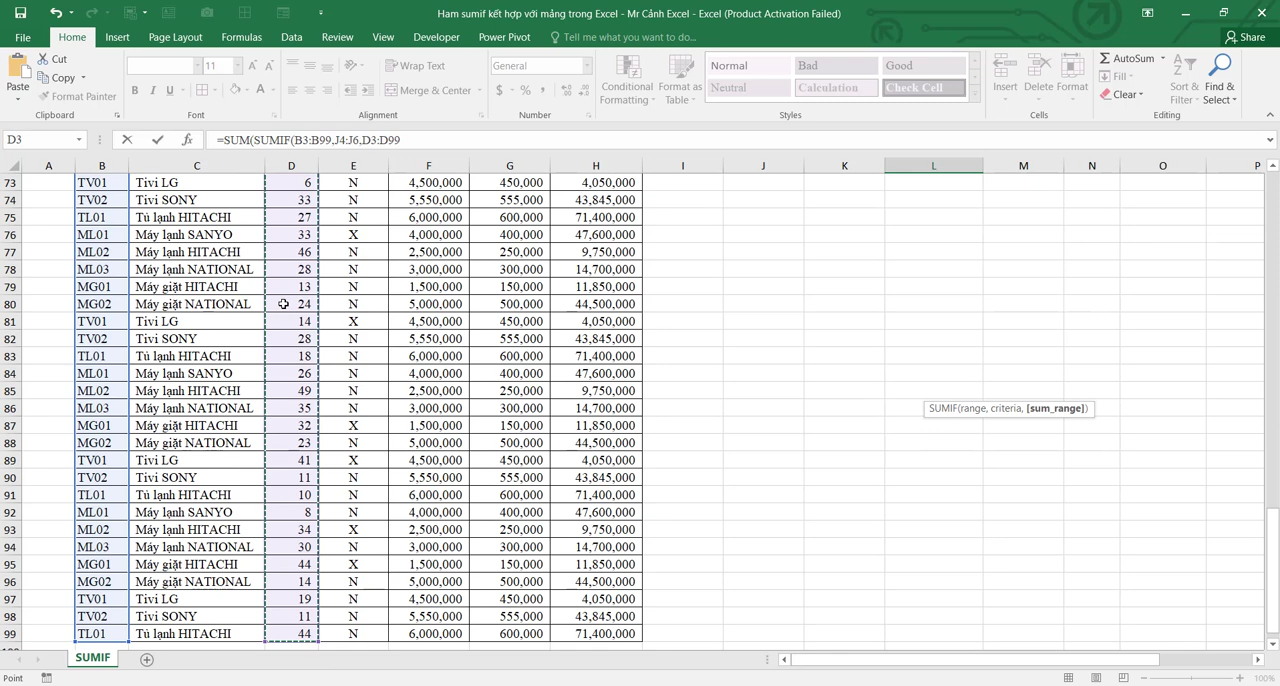 Ham sumif kết hợp với mảng trong Excel - Mr Cảnh Excel - Excel (Product Activation Failed)
File Home Insert Page Layout Formulas Data Review View Developer Power Pivot Tell me what you want to do... Share
Paste Cut Copy Format Painter
11 Wrap Text Merge & Center General
Conditional Formatting Format as Table
Normal Bad Good
Neutral Calculation Check Cell
Insert Delete Format
AutoSum Fill Clear Sort & Filter Find & Select
Clipboard Font Alignment Number Styles Cells Editing
D3 =SUM(SUMIF(B3:B99,J4:J6,D3:D99
A B C D E F G H I J K L M N O P
73 TV01 Tivi LG 6 N 4,500,000 450,000 4,050,000
74 TV02 Tivi SONY 33 N 5,550,000 555,000 43,845,000
75 TL01 Tủ lạnh HITACHI 27 N 6,000,000 600,000 71,400,000
76 ML01 Máy lạnh SANYO 33 X 4,000,000 400,000 47,600,000
77 ML02 Máy lạnh HITACHI 46 N 2,500,000 250,000 9,750,000
78 ML03 Máy lạnh NATIONAL 28 N 3,000,000 300,000 14,700,000
79 MG01 Máy giặt HITACHI 13 N 1,500,000 150,000 11,850,000
80 MG02 Máy giặt NATIONAL 24 N 5,000,000 500,000 44,500,000
81 TV01 Tivi LG 14 X 4,500,000 450,000 4,050,000
82 TV02 Tivi SONY 28 N 5,550,000 555,000 43,845,000
83 TL01 Tủ lạnh HITACHI 18 N 6,000,000 600,000 71,400,000
84 ML01 Máy lạnh SANYO 26 N 4,000,000 400,000 47,600,000
85 ML02 Máy lạnh HITACHI 49 N 2,500,000 250,000 9,750,000
86 ML03 Máy lạnh NATIONAL 35 N 3,000,000 300,000 14,700,000
SUMIF(range, criteria, [sum_range])
87 MG01 Máy giặt HITACHI 32 X 1,500,000 150,000 11,850,000
88 MG02 Máy giặt NATIONAL 23 N 5,000,000 500,000 44,500,000
89 TV01 Tivi LG 41 X 4,500,000 450,000 4,050,000
90 TV02 Tivi SONY 11 N 5,550,000 555,000 43,845,000
91 TL01 Tủ lạnh HITACHI 10 N 6,000,000 600,000 71,400,000
92 ML01 Máy lạnh SANYO 8 N 4,000,000 400,000 47,600,000
93 ML02 Máy lạnh HITACHI 34 X 2,500,000 250,000 9,750,000
94 ML03 Máy lạnh NATIONAL 30 N 3,000,000 300,000 14,700,000
95 MG01 Máy giặt HITACHI 44 X 1,500,000 150,000 11,850,000
96 MG02 Máy giặt NATIONAL 14 N 5,000,000 500,000 44,500,000
97 TV01 Tivi LG 19 N 4,500,000 450,000 4,050,000
98 TV02 Tivi SONY 11 N 5,550,000 555,000 43,845,000
99 TL01 Tủ lạnh HITACHI 44 N 6,000,000 600,000 71,400,000
SUMIF
Point 100%